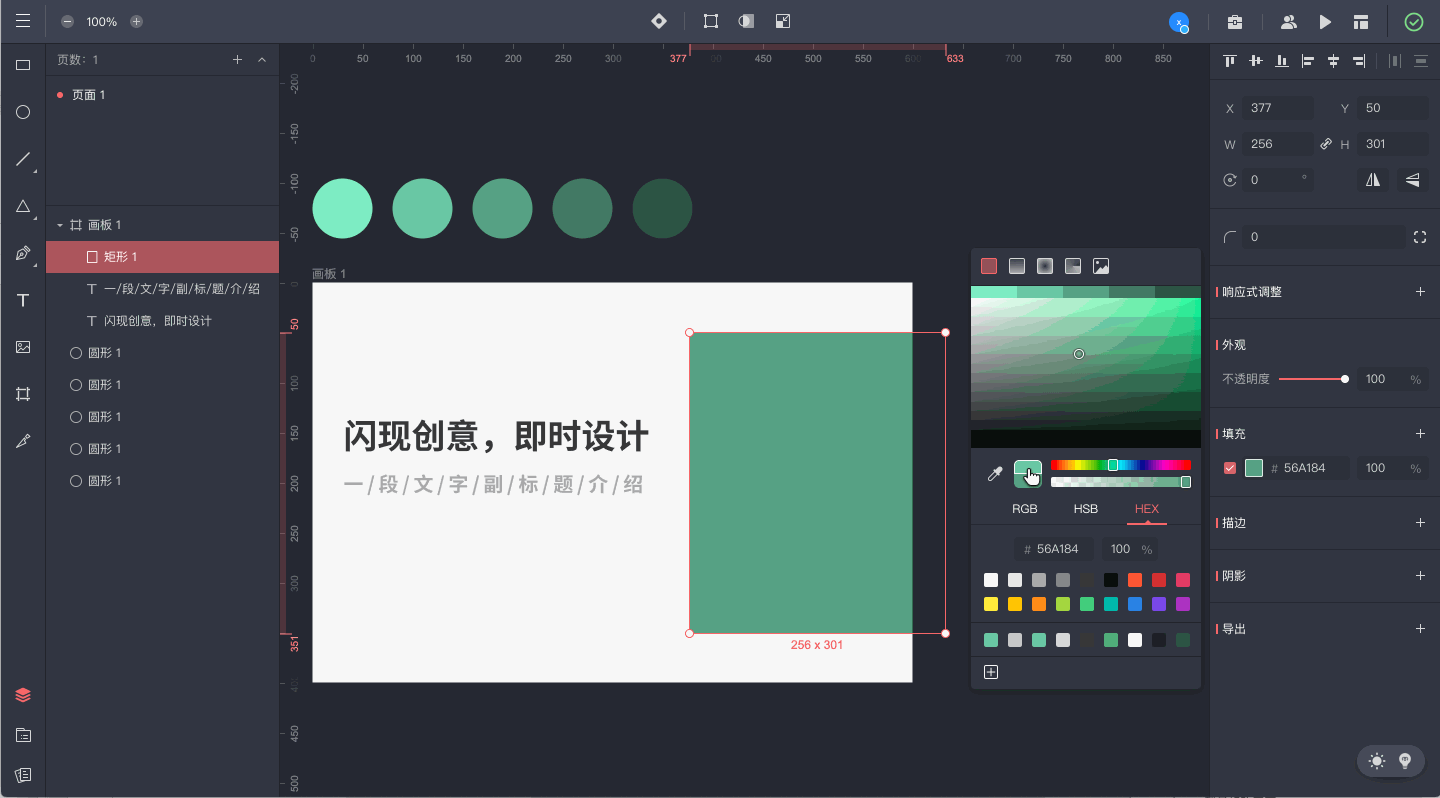 100%
x
页数: 1
页面 1
画板 1
矩形 1
一/段/文/字/副/标/题/介/绍
闪现创意，即时设计
圆形 1
圆形 1
圆形 1
圆形 1
圆形 1
0 50 100 150 200 250 300 377 00 450 500 550 600 633 700 750 800 850
-200
-150
-100
-50
0
50
100
150
200
250
300
351
450
500
画板 1
闪现创意，即时设计
一/段/文/字/副/标/题/介/绍
256 x 301
RGB HSB HEX
# 56A184 100 %
X 377 Y 50
W 256 H 301
0 °
0
响应式调整
外观
不透明度 100 %
填充
# 56A184 100 %
描边
阴影
导出